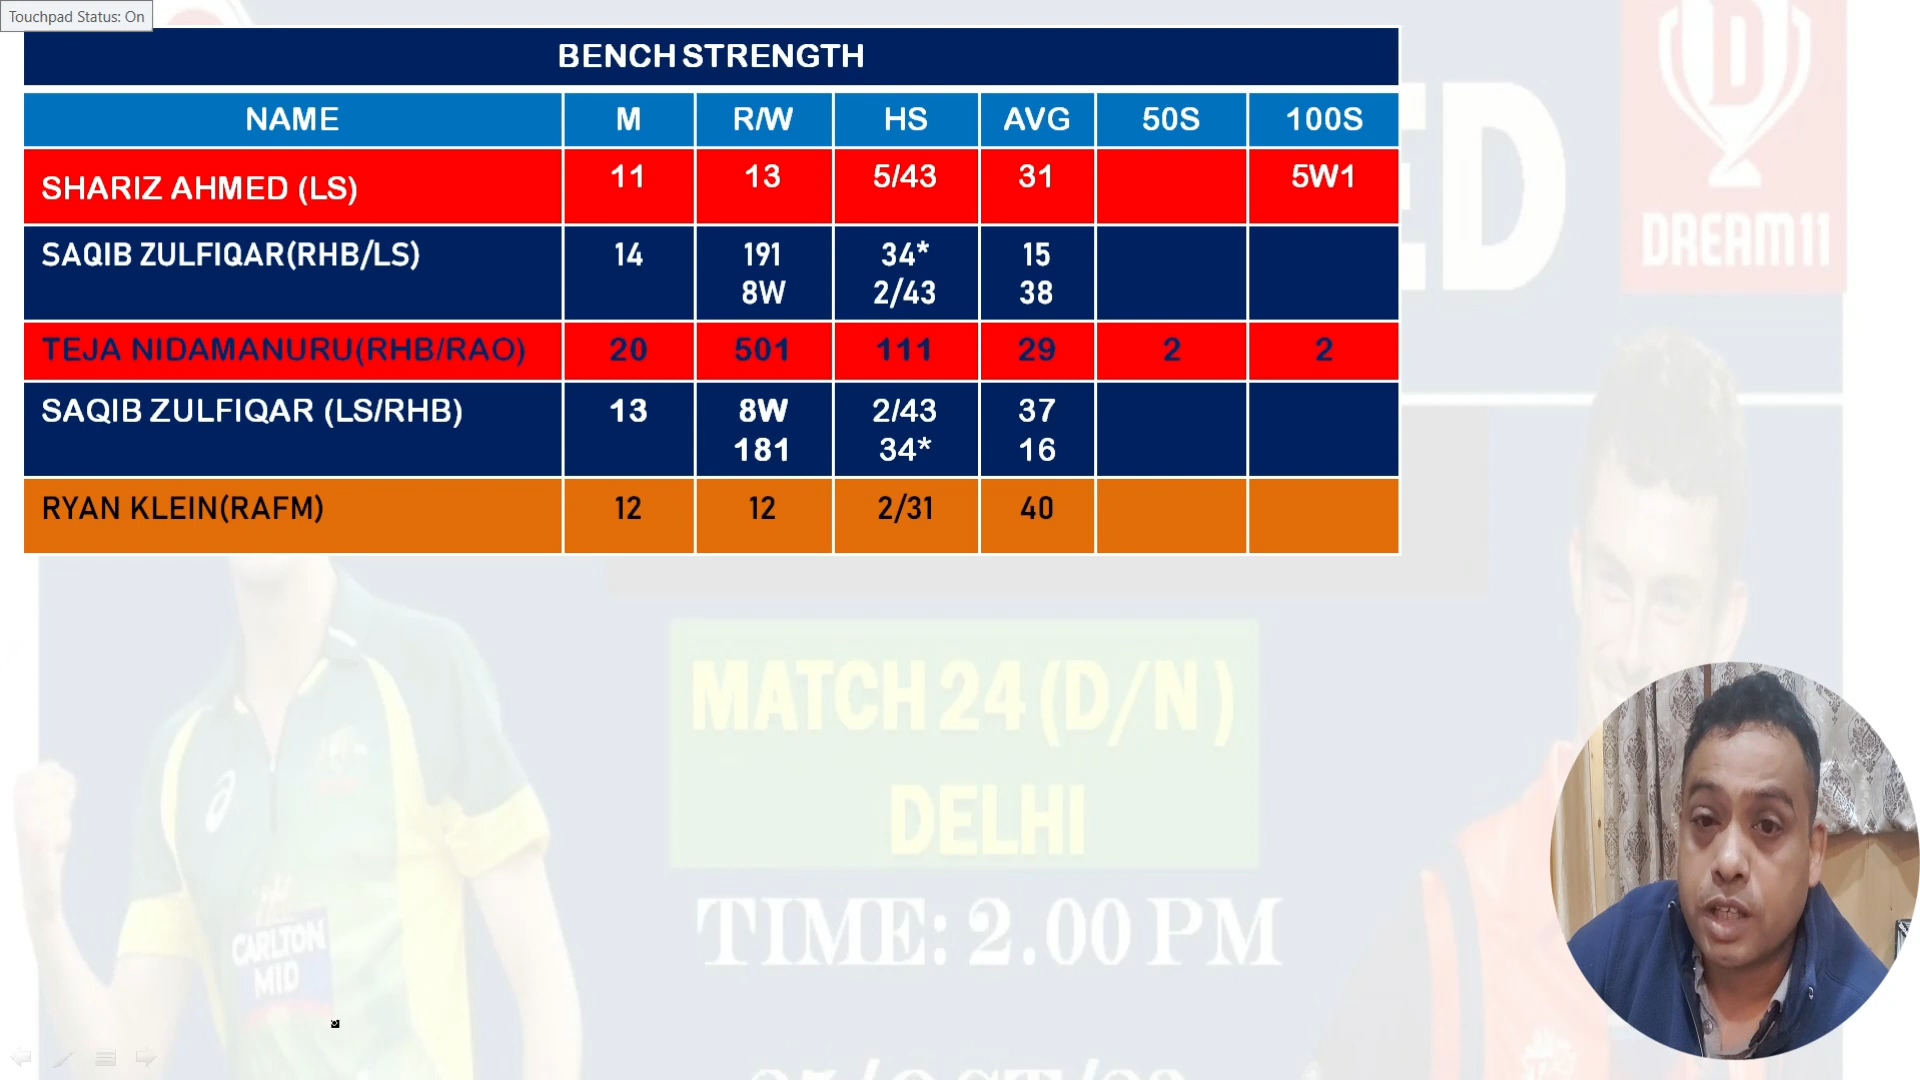 Touchpad Status: On
BENCH STRENGTH
NAME M R/W HS AVG 50S 100S
SHARIZ AHMED (LS) 11 13 5/43 31 5W1
SAQIB ZULFIQAR(RHB/LS) 14 191 34* 15
8W 2/43 38
TEJA NIDAMANURU(RHB/RAO) 20 501 111 29 2 2
SAQIB ZULFIQAR (LS/RHB) 13 8W 2/43 37
181 34* 16
RYAN KLEIN(RAFM) 12 12 2/31 40
D
DREAM11
ED
MATCH 24 (D/N)
DELHI
TIME: 2.00 PM
CARLTON
MID